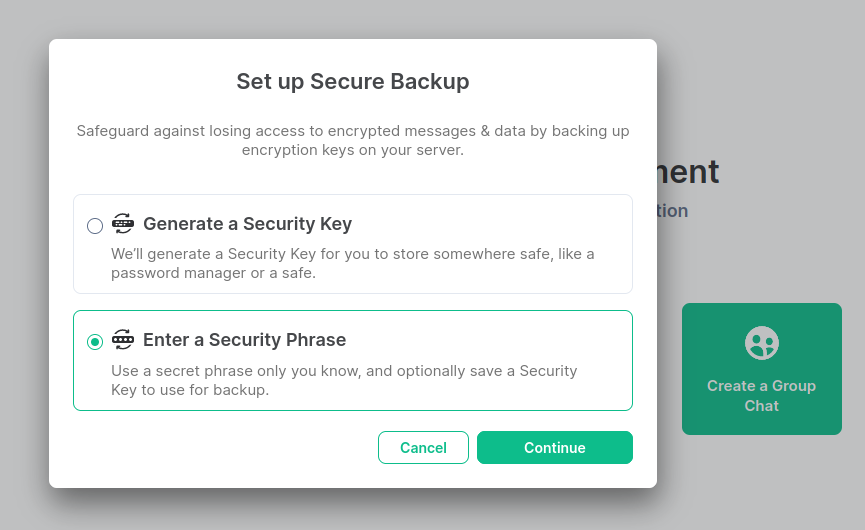 Set up Secure Backup
Safeguard against losing access to encrypted messages & data by backing up
encryption keys on your server.
Generate a Security Key
We’ll generate a Security Key for you to store somewhere safe, like a
password manager or a safe.
Enter a Security Phrase
Use a secret phrase only you know, and optionally save a Security
Key to use for backup.
Cancel
Continue
Create a Group
Chat